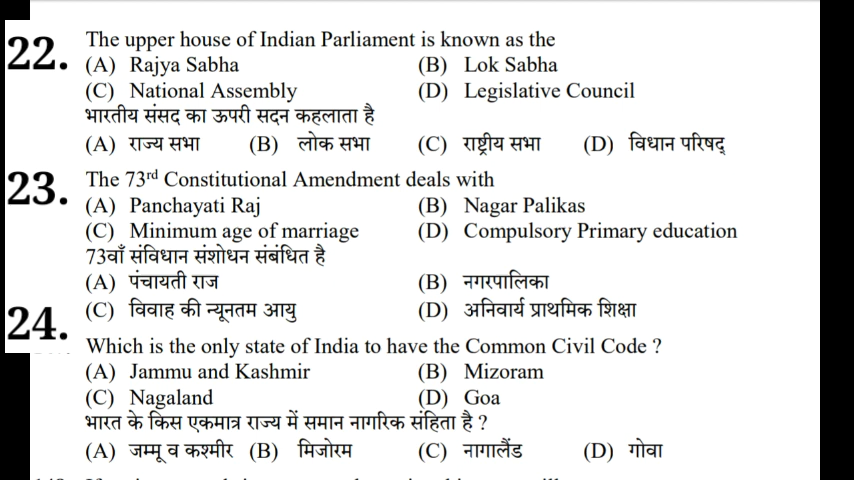 22. The upper house of Indian Parliament is known as the
(A) Rajya Sabha (B) Lok Sabha
(C) National Assembly (D) Legislative Council
भारतीय संसद का ऊपरी सदन कहलाता है
(A) राज्य सभा (B) लोक सभा (C) राष्ट्रीय सभा (D) विधान परिषद्
23. The 73rd Constitutional Amendment deals with
(A) Panchayati Raj (B) Nagar Palikas
(C) Minimum age of marriage (D) Compulsory Primary education
73वाँ संविधान संशोधन संबंधित है
(A) पंचायती राज (B) नगरपालिका
(C) विवाह की न्यूनतम आयु (D) अनिवार्य प्राथमिक शिक्षा
24. Which is the only state of India to have the Common Civil Code ?
(A) Jammu and Kashmir (B) Mizoram
(C) Nagaland (D) Goa
भारत के किस एकमात्र राज्य में समान नागरिक संहिता है ?
(A) जम्मू व कश्मीर (B) मिजोरम (C) नागालैंड (D) गोवा